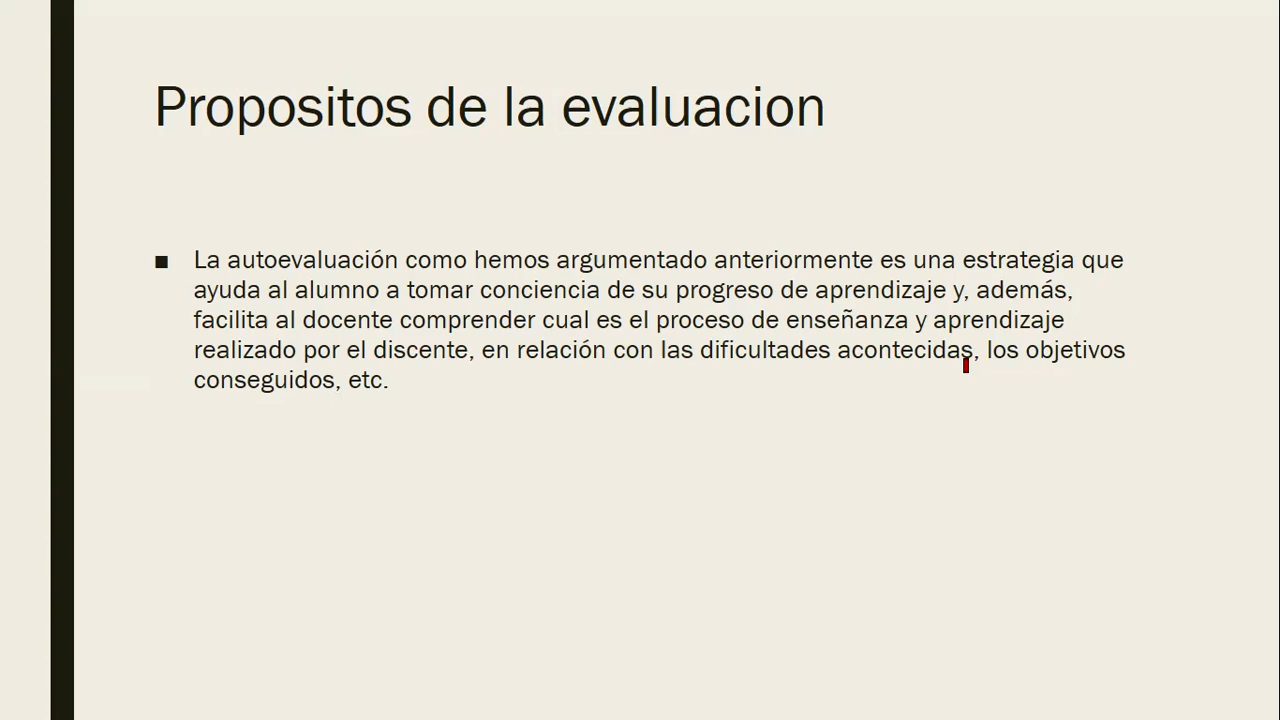 Propositos de la evaluacion
La autoevaluación como hemos argumentado anteriormente es una estrategia que
ayuda al alumno a tomar conciencia de su progreso de aprendizaje y, además,
facilita al docente comprender cual es el proceso de enseñanza y aprendizaje
realizado por el discente, en relación con las dificultades acontecidas, los objetivos
conseguidos, etc.